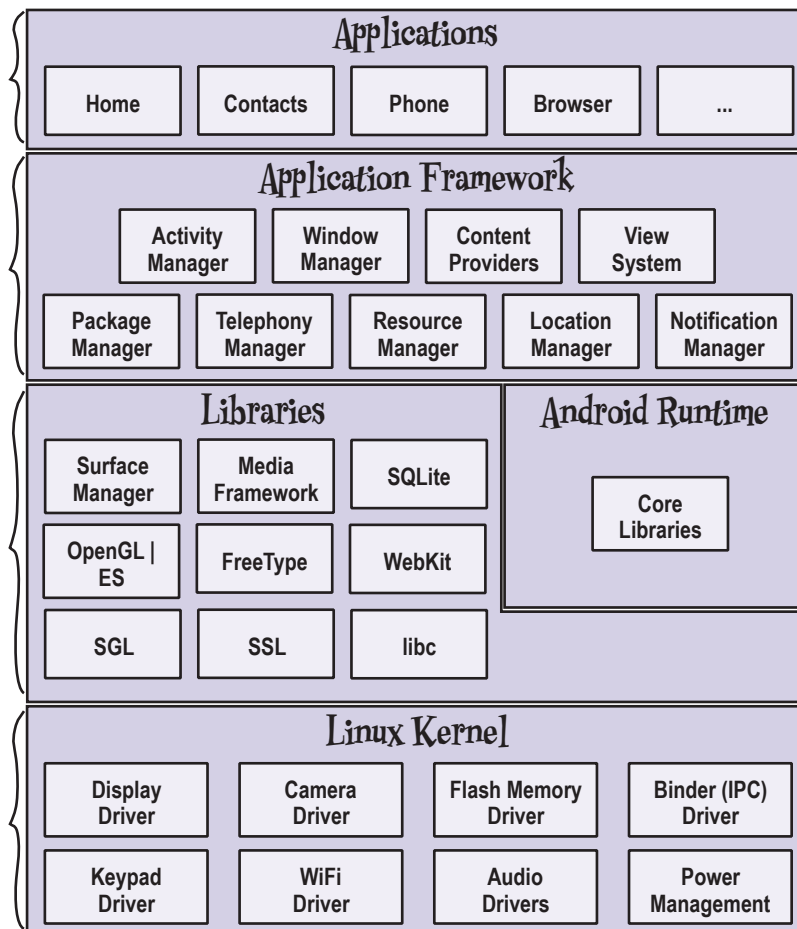 Applications
Home
Contacts
Phone
Browser
...
Application Framework
Activity
Manager
Window
Manager
Content
Providers
View
System
Package
Manager
Telephony
Manager
Resource
Manager
Location
Manager
Notification
Manager
Libraries
Surface
Manager
Media
Framework
SQLite
OpenGL |
ES
FreeType
WebKit
SGL
SSL
libc
Android Runtime
Core
Libraries
Linux Kernel
Display
Driver
Camera
Driver
Flash Memory
Driver
Binder (IPC)
Driver
Keypad
Driver
WiFi
Driver
Audio
Drivers
Power
Management